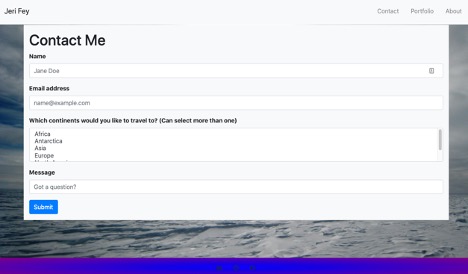 Jeri Fey
Contact Portfolio About
Contact Me
Name
Jane Doe
Email address
name@example.com
Which continents would you like to travel to? (Can select more than one)
Africa
Antarctica
Asia
Europe
Message
Got a question?
Submit